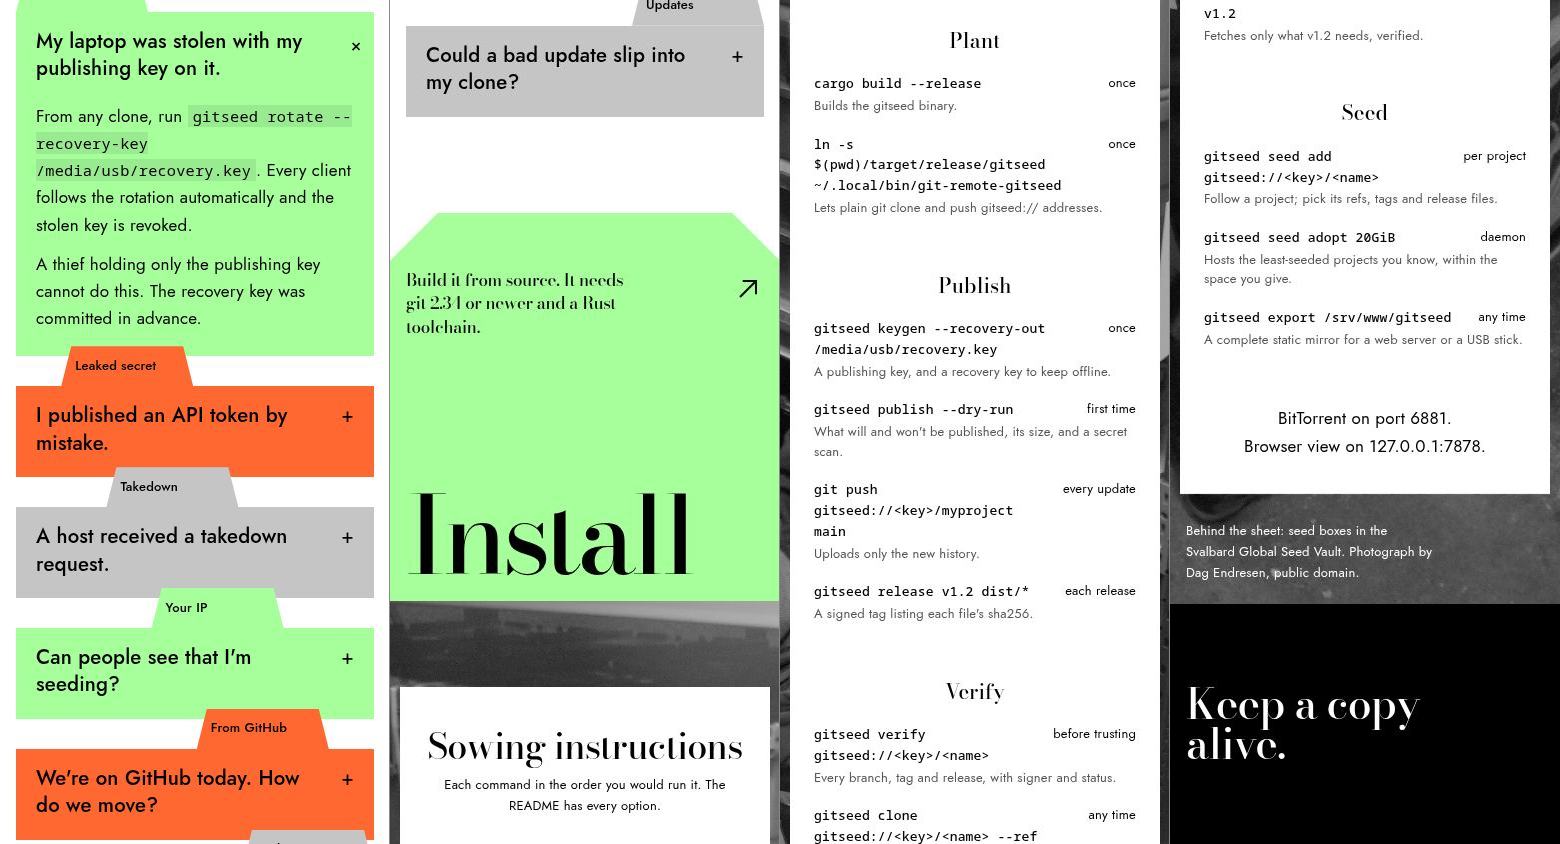 My laptop was stolen with my
publishing key on it.
×
From any clone, run gitseed rotate --
recovery-key
/media/usb/recovery.key . Every client
follows the rotation automatically and the
stolen key is revoked.
A thief holding only the publishing key
cannot do this. The recovery key was
committed in advance.
Leaked secret
I published an API token by
mistake.
+
Takedown
A host received a takedown
request.
+
Your IP
Can people see that I'm
seeding?
+
From GitHub
We're on GitHub today. How
do we move?
+
Updates
Could a bad update slip into
my clone?
+
Build it from source. It needs
git 2.34 or newer and a Rust
toolchain.
Install
Sowing instructions
Each command in the order you would run it. The
README has every option.
Plant
cargo build --release once
Builds the gitseed binary.
ln -s once
$(pwd)/target/release/gitseed
~/.local/bin/git-remote-gitseed
Lets plain git clone and push gitseed:// addresses.
Publish
gitseed keygen --recovery-out once
/media/usb/recovery.key
A publishing key, and a recovery key to keep offline.
gitseed publish --dry-run first time
What will and won't be published, its size, and a secret
scan.
git push every update
gitseed://<key>/myproject
main
Uploads only the new history.
gitseed release v1.2 dist/* each release
A signed tag listing each file's sha256.
Verify
gitseed verify before trusting
gitseed://<key>/<name>
Every branch, tag and release, with signer and status.
gitseed clone any time
gitseed://<key>/<name> --ref
v1.2
Fetches only what v1.2 needs, verified.
Seed
gitseed seed add per project
gitseed://<key>/<name>
Follow a project; pick its refs, tags and release files.
gitseed seed adopt 20GiB daemon
Hosts the least-seeded projects you know, within the
space you give.
gitseed export /srv/www/gitseed any time
A complete static mirror for a web server or a USB stick.
BitTorrent on port 6881.
Browser view on 127.0.0.1:7878.
Behind the sheet: seed boxes in the
Svalbard Global Seed Vault. Photograph by
Dag Endresen, public domain.
Keep a copy
alive.